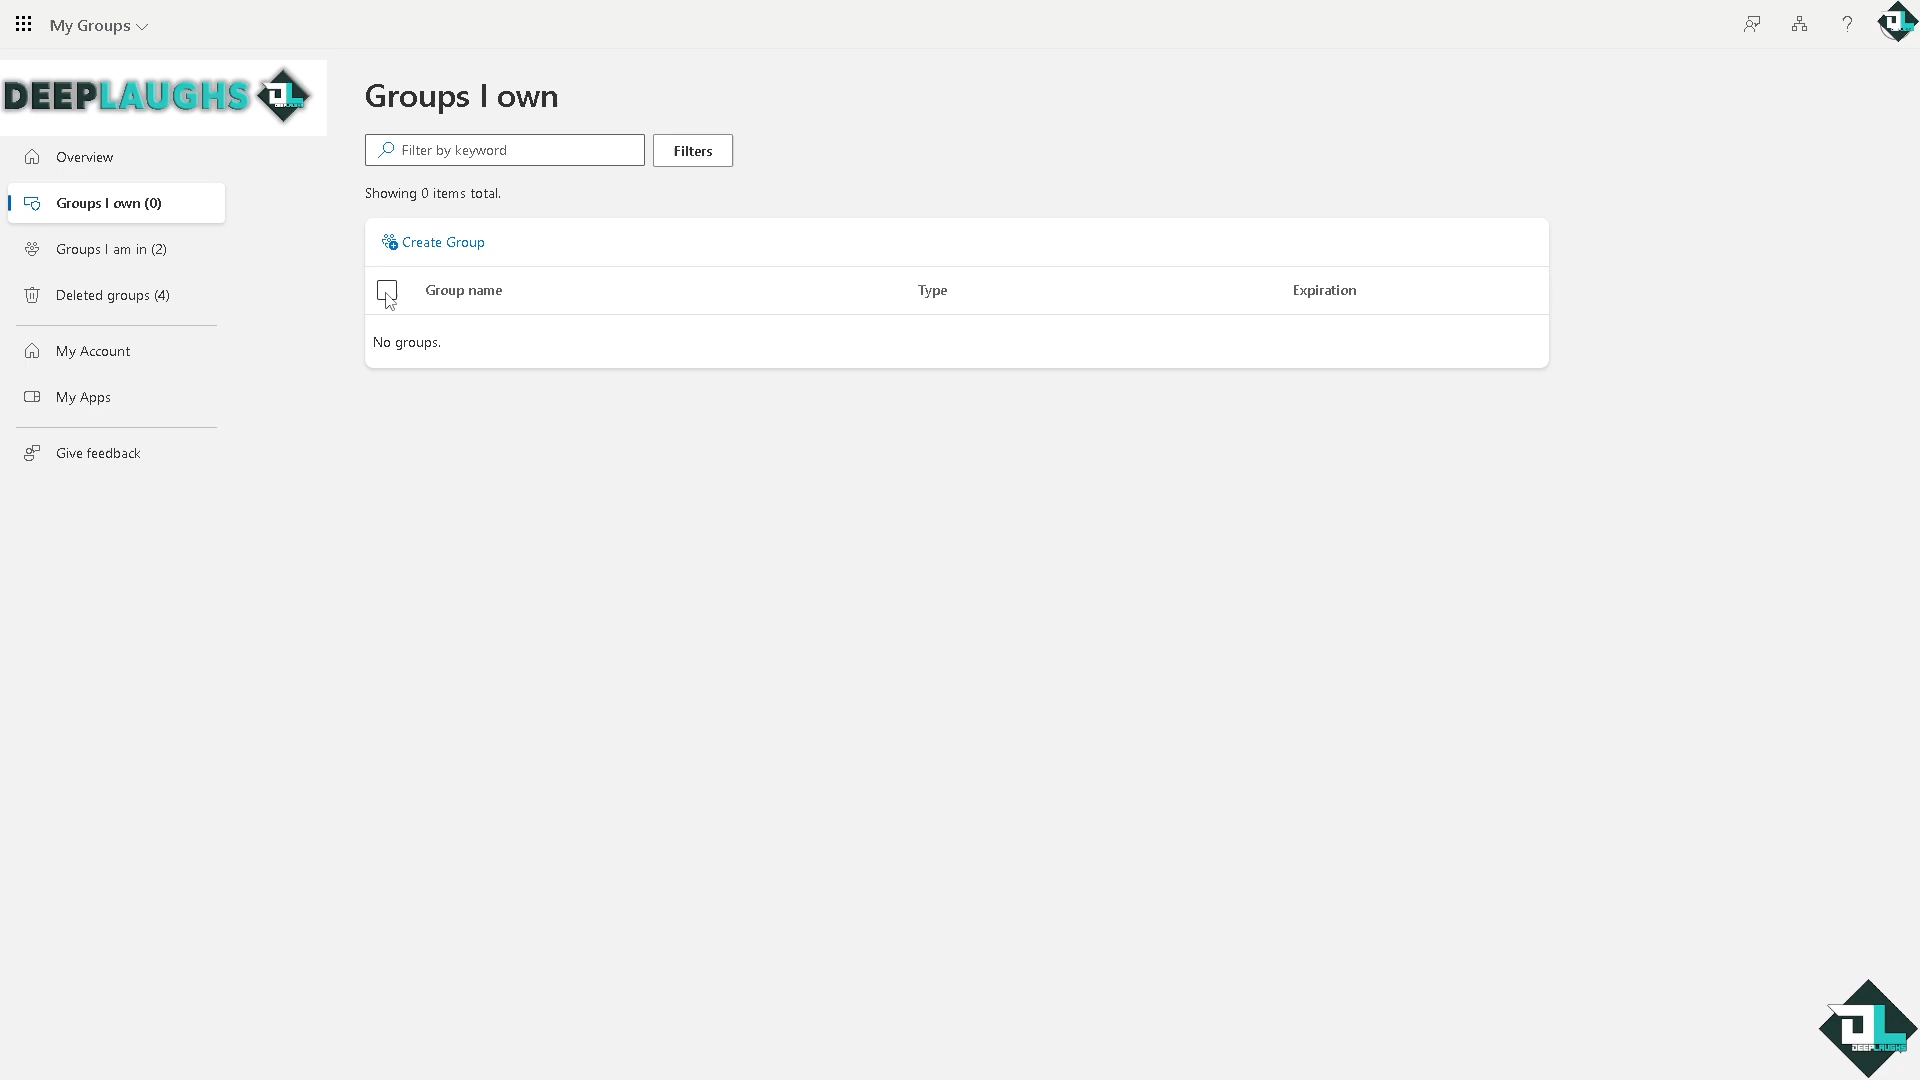 My Groups
DEEPLAUGHS
Overview
Groups I own (0)
Groups I am in (2)
Deleted groups (4)
My Account
My Apps
Give feedback
Groups I own
Filter by keyword
Filters
Showing 0 items total.
Create Group
Group name Type Expiration
No groups.
DEEPLAUGHS